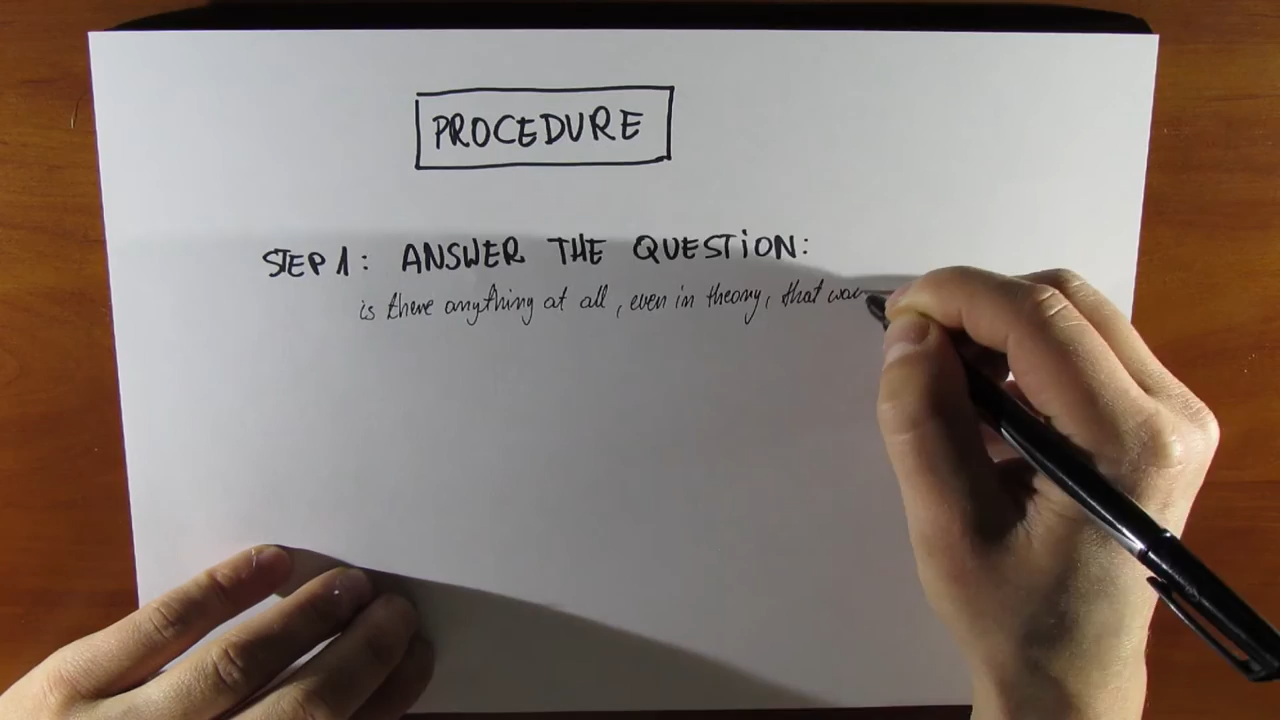 PROCEDURE
STEP 1: ANSWER THE QUESTION:
is there anything at all, even in theory, that